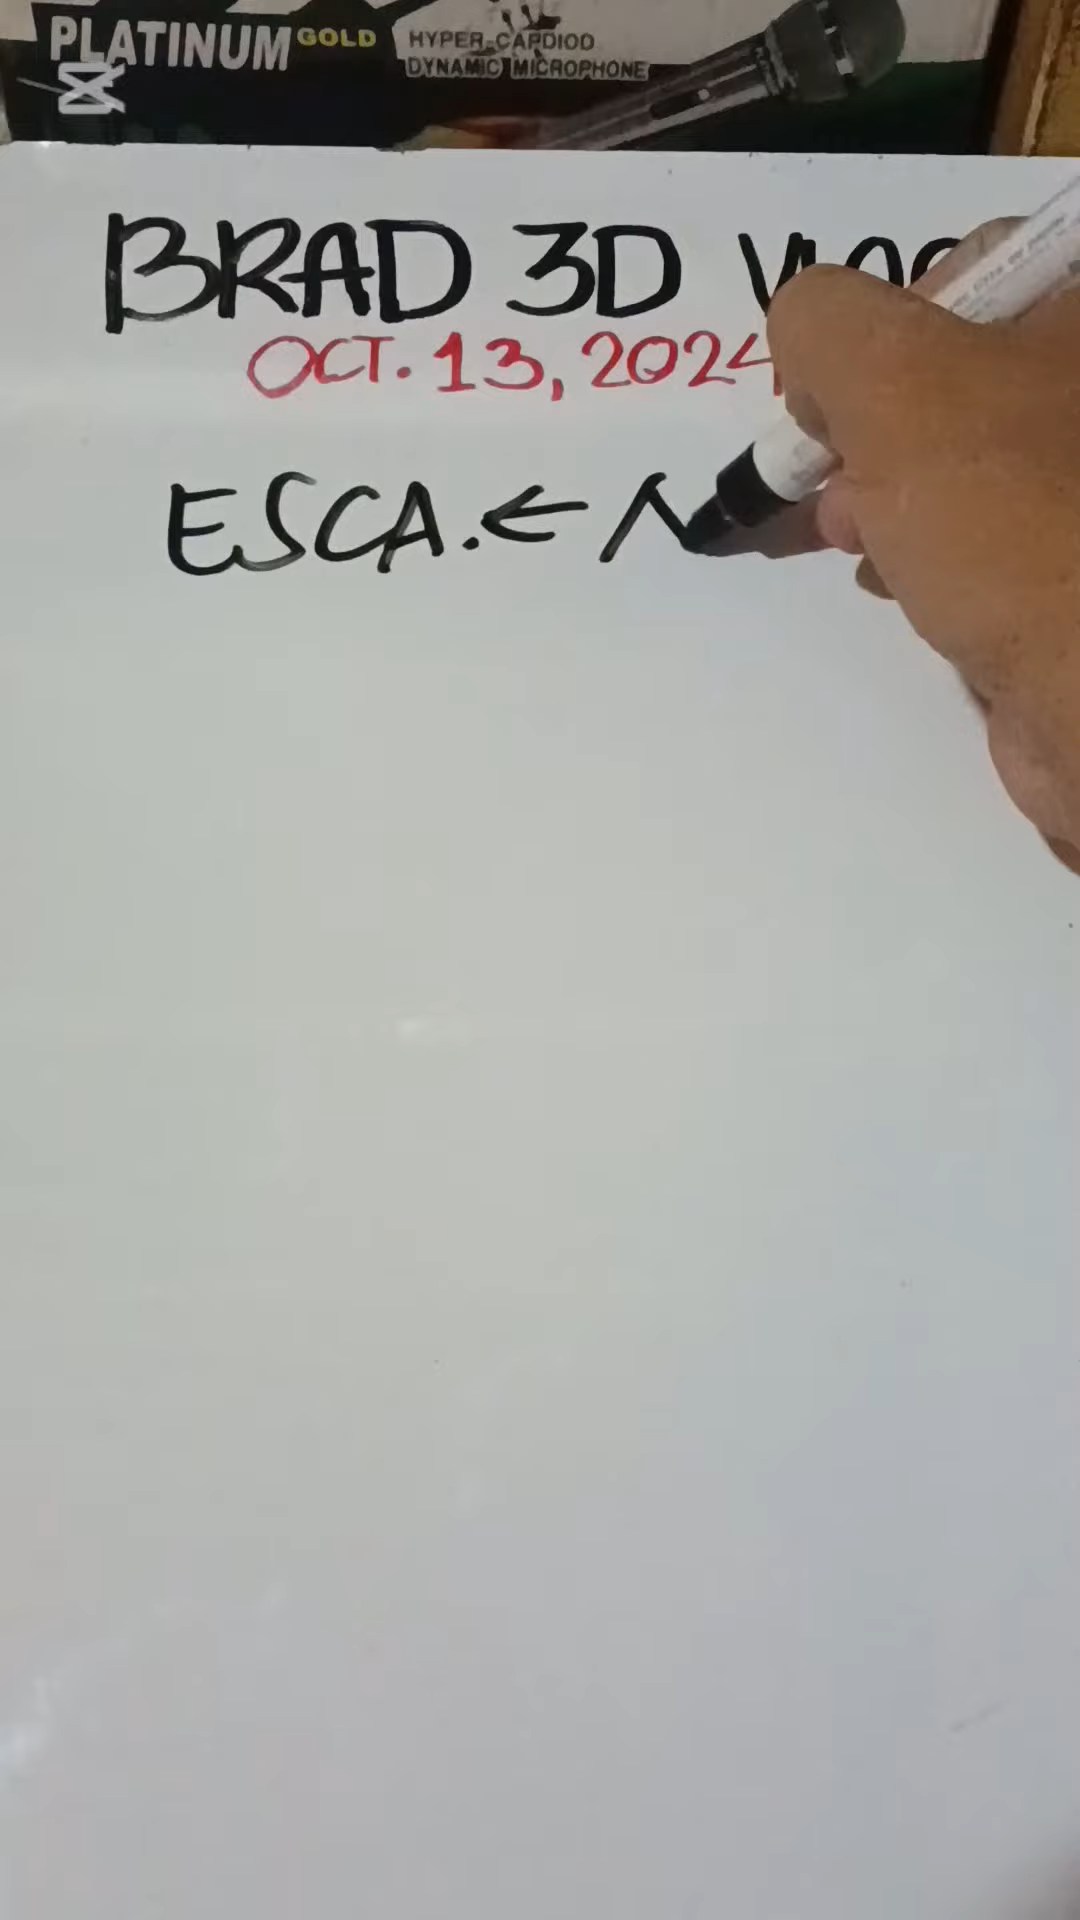 PLATINUM GOLD HYPER-CARDIOD
DYNAMIC MICROPHONE
BRAD 3D
OCT. 13, 2024
ESCA. ←